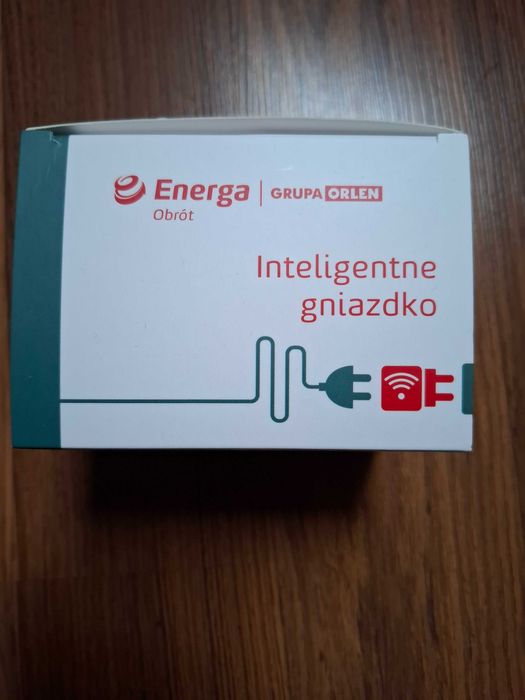 Energa GRUPA ORLEN
Obrót
Inteligentne
gniazdko